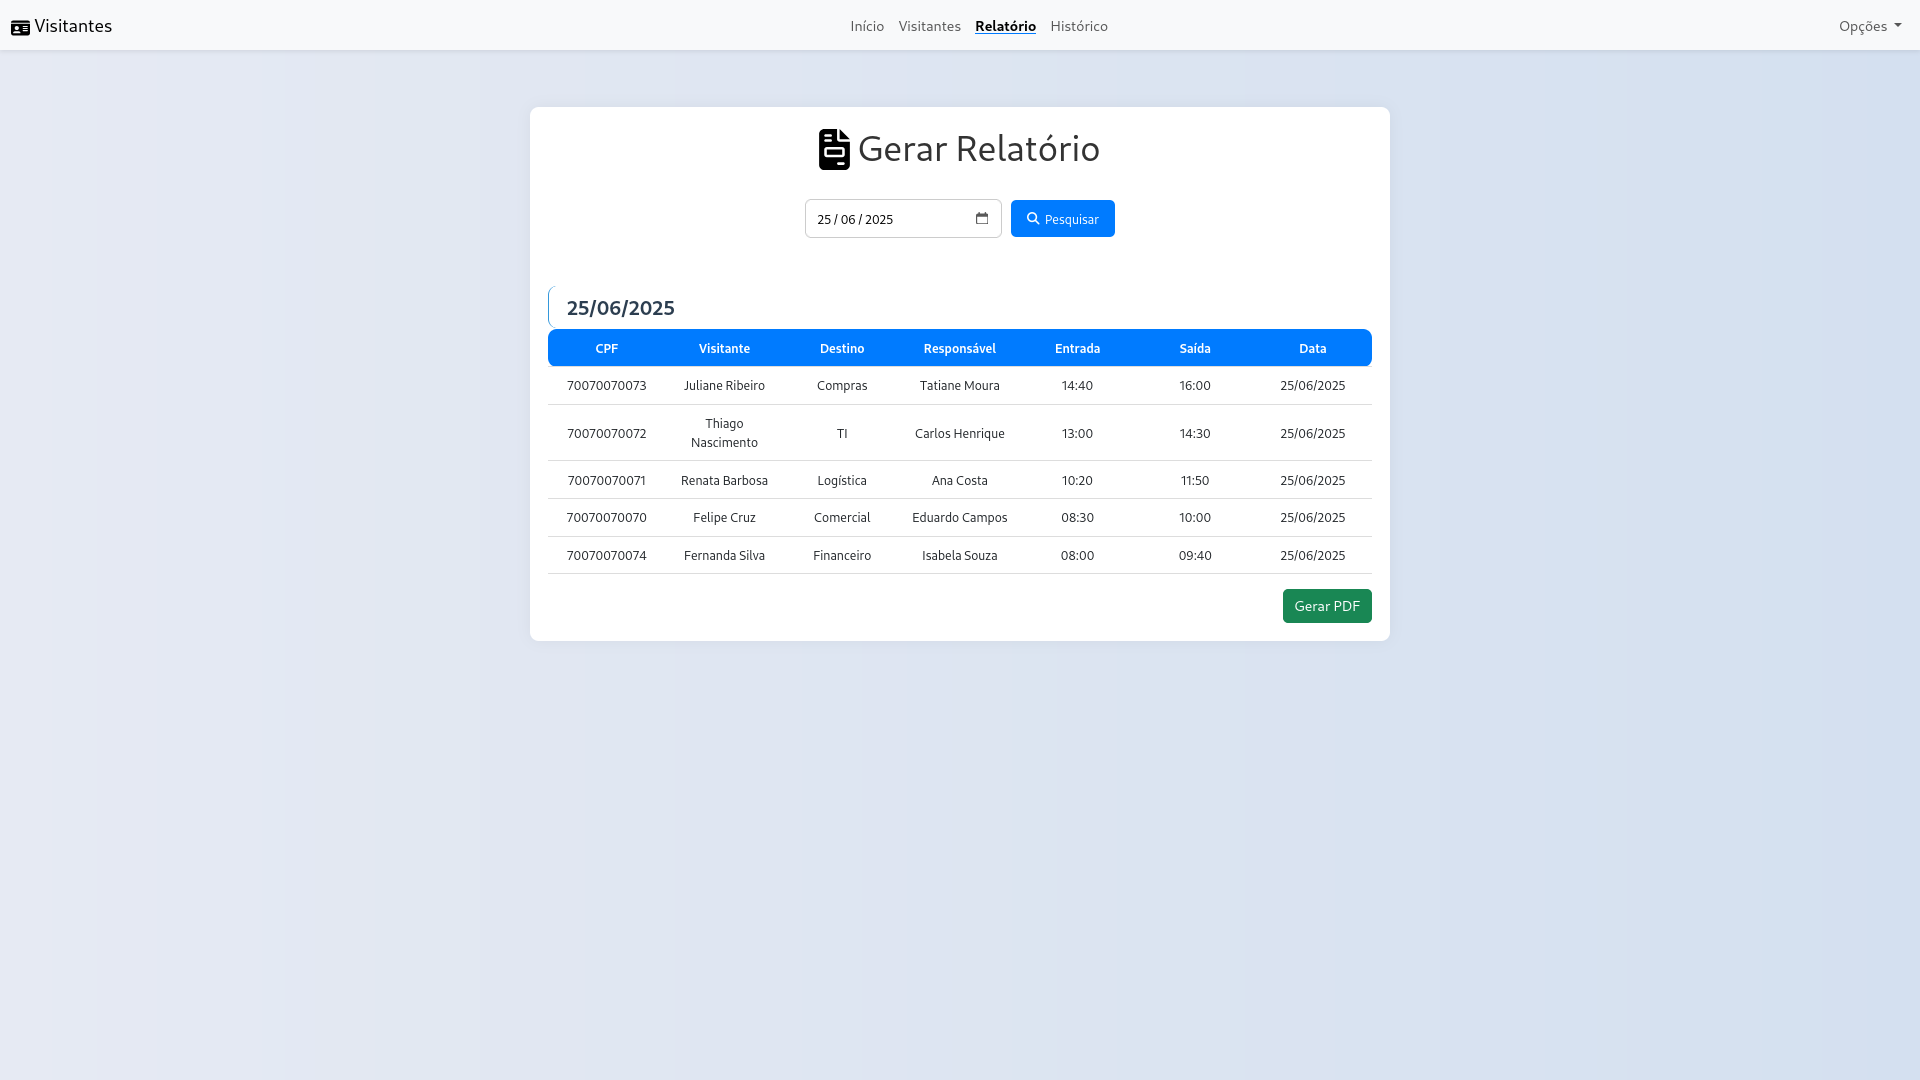 Visitantes
Início Visitantes Relatório Histórico
Opções
Gerar Relatório
25 / 06 / 2025
Pesquisar
25/06/2025
CPF Visitante Destino Responsável Entrada Saída Data
70070070073 Juliane Ribeiro Compras Tatiane Moura 14:40 16:00 25/06/2025
70070070072 Thiago Nascimento TI Carlos Henrique 13:00 14:30 25/06/2025
70070070071 Renata Barbosa Logística Ana Costa 10:20 11:50 25/06/2025
70070070070 Felipe Cruz Comercial Eduardo Campos 08:30 10:00 25/06/2025
70070070074 Fernanda Silva Financeiro Isabela Souza 08:00 09:40 25/06/2025
Gerar PDF